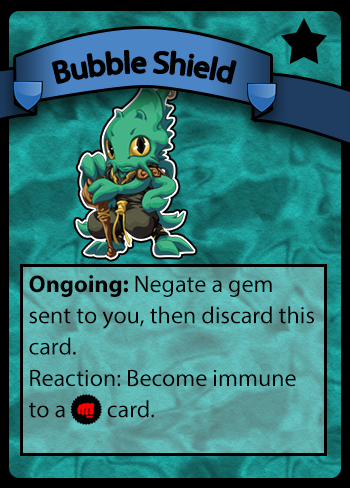 Bubble Shield
Ongoing: Negate a gem
sent to you, then discard this
card.
Reaction: Become immune
to a card.